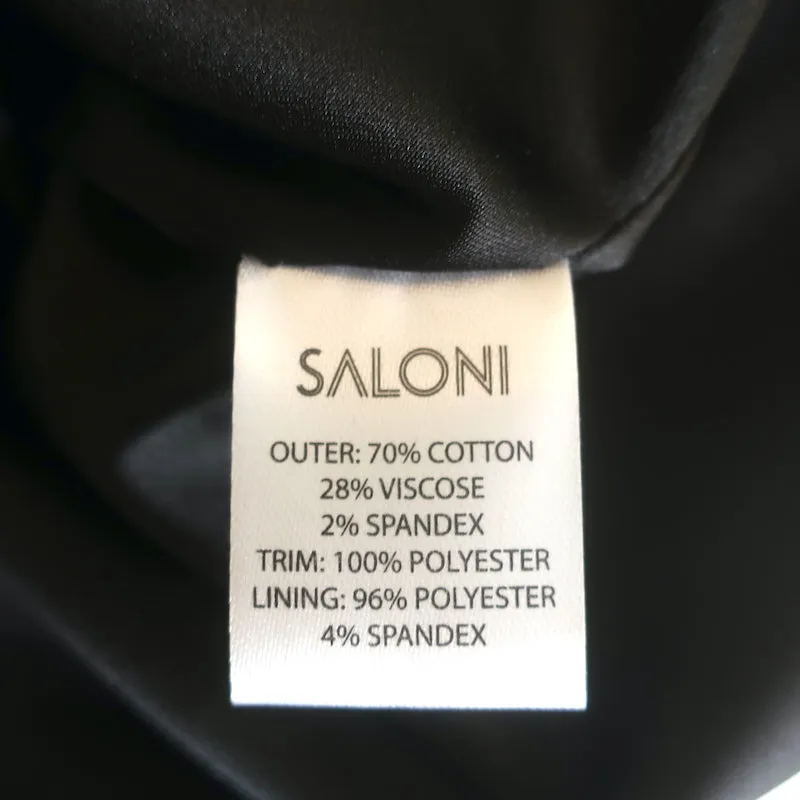 SALONI
OUTER: 70% COTTON
28% VISCOSE
2% SPANDEX
TRIM: 100% POLYESTER
LINING: 96% POLYESTER
4% SPANDEX